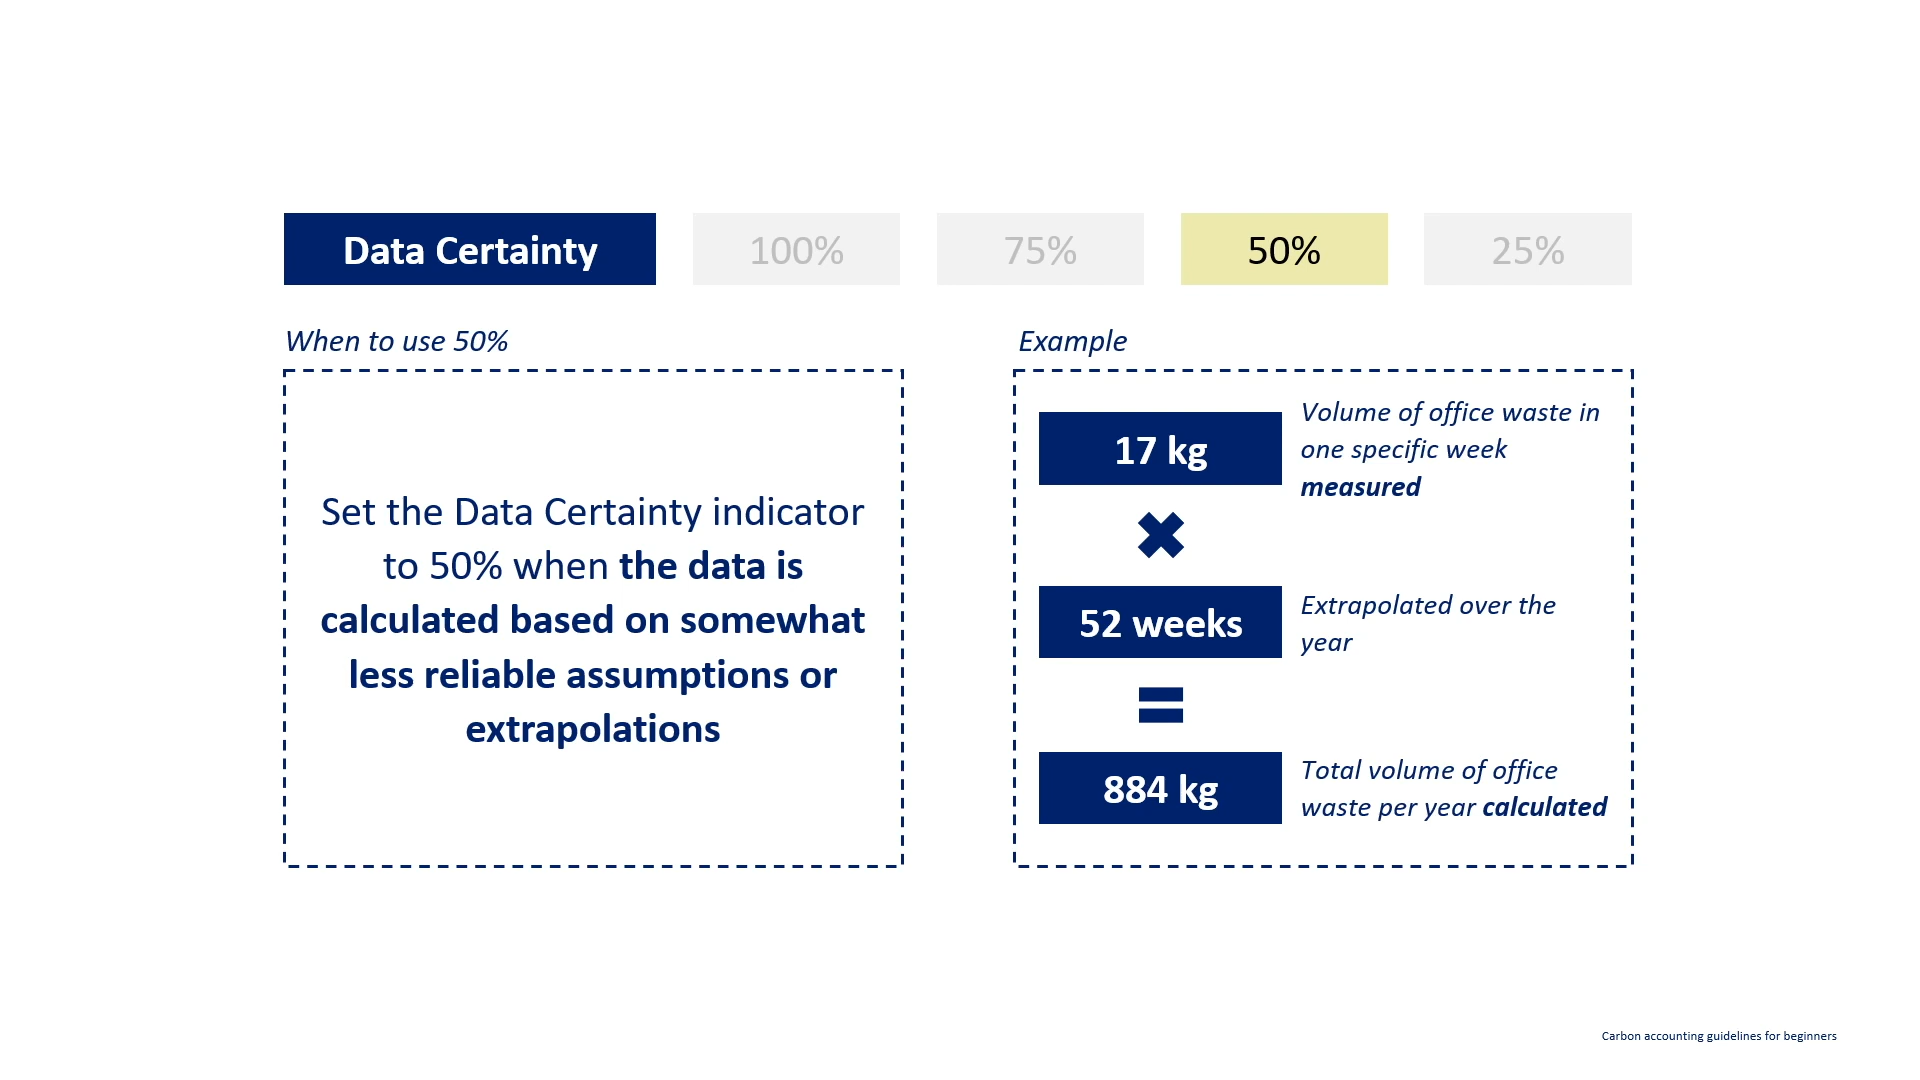 Data Certainty
100%
75%
50%
25%
When to use 50%
Set the Data Certainty indicator
to 50% when the data is
calculated based on somewhat
less reliable assumptions or
extrapolations
Example
17 kg
Volume of office waste in
one specific week
measured
52 weeks
Extrapolated over the
year
884 kg
Total volume of office
waste per year calculated
Carbon accounting guidelines for beginners